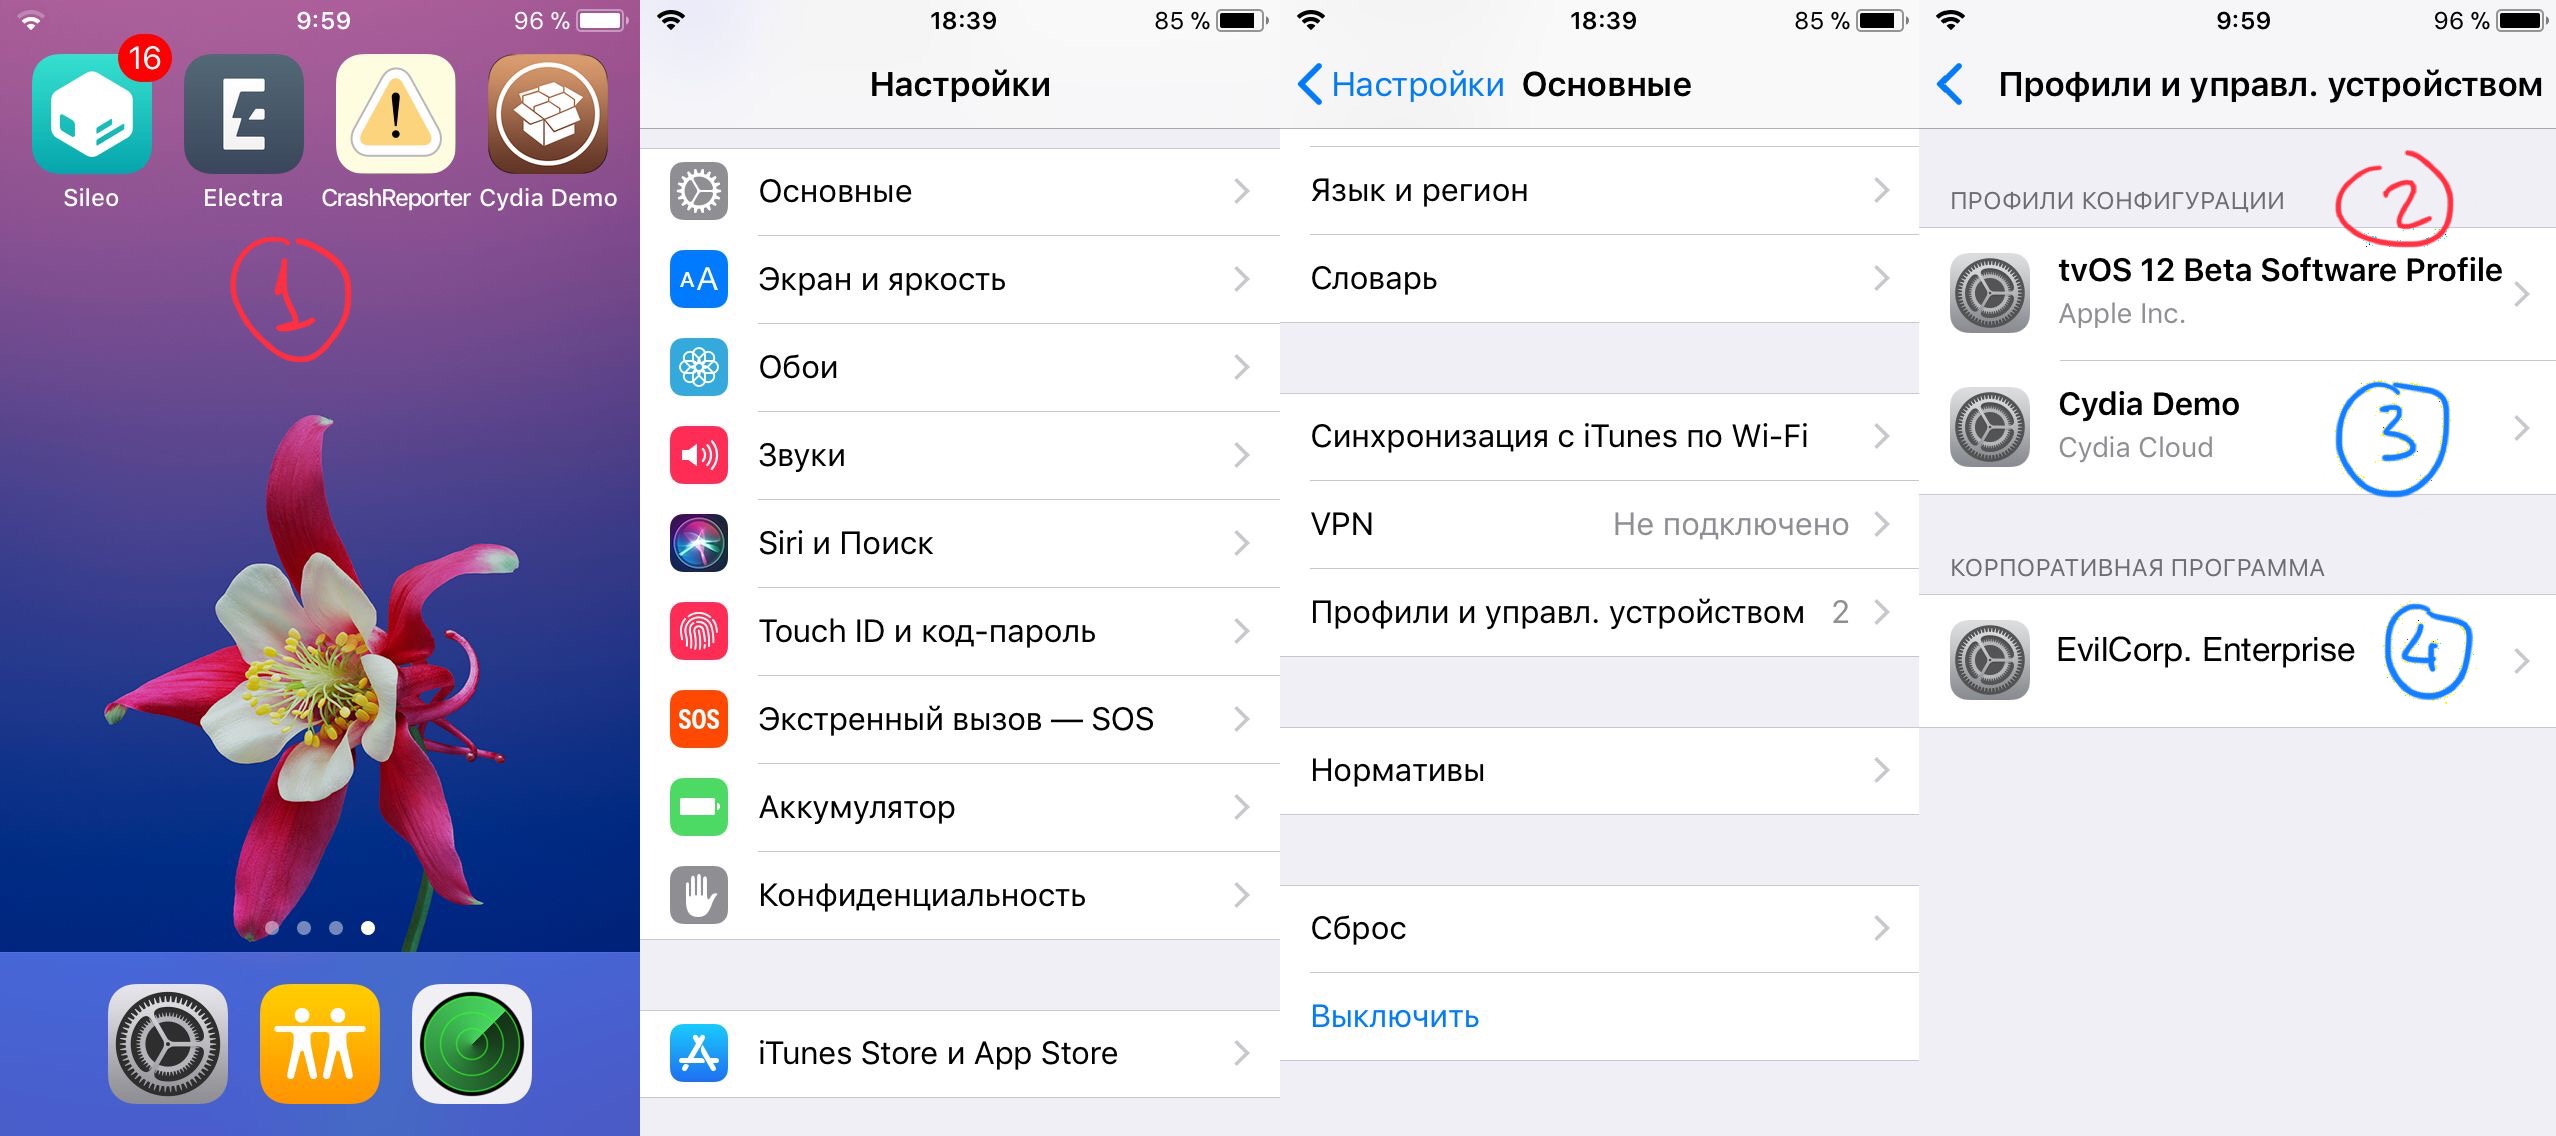 9:59 96 %
16
Sileo Electra CrashReporter Cydia Demo
1
18:39 85 %
Настройки
Основные
AA Экран и яркость
Обои
Звуки
Siri и Поиск
Touch ID и код-пароль
SOS Экстренный вызов — SOS
Аккумулятор
Конфиденциальность
iTunes Store и App Store
18:39 85 %
Настройки Основные
Язык и регион
Словарь
Синхронизация с iTunes по Wi-Fi
VPN Не подключено
Профили и управл. устройством 2
Нормативы
Сброс
Выключить
9:59 96 %
Профили и управл. устройством
ПРОФИЛИ КОНФИГУРАЦИИ 2
tvOS 12 Beta Software Profile
Apple Inc.
Cydia Demo 3
Cydia Cloud
КОРПОРАТИВНАЯ ПРОГРАММА
EvilCorp. Enterprise 4